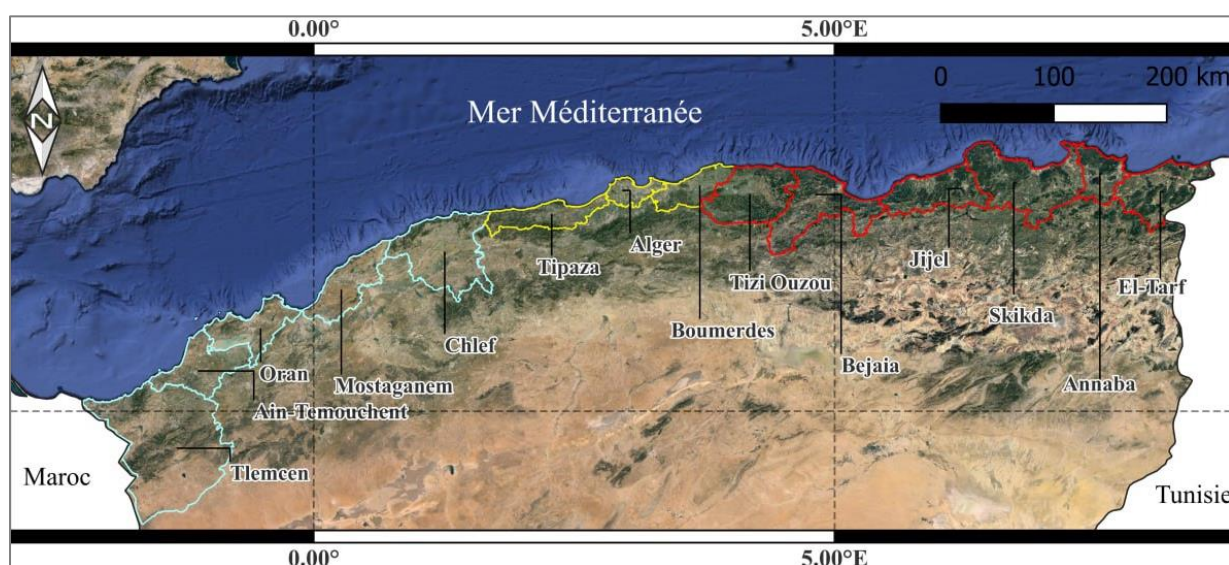 0.00°
5.00°E
0
100
200 km
Mer Méditerranée
N
Alger
Tipaza
Jijel
Tizi Ouzou
El-Tarf
Skikda
Boumerdes
Chlef
Bejaia
Oran
Mostaganem
Annaba
Ain-Temouchent
Tlemcen
Maroc
Tunisie
0.00°
5.00°E